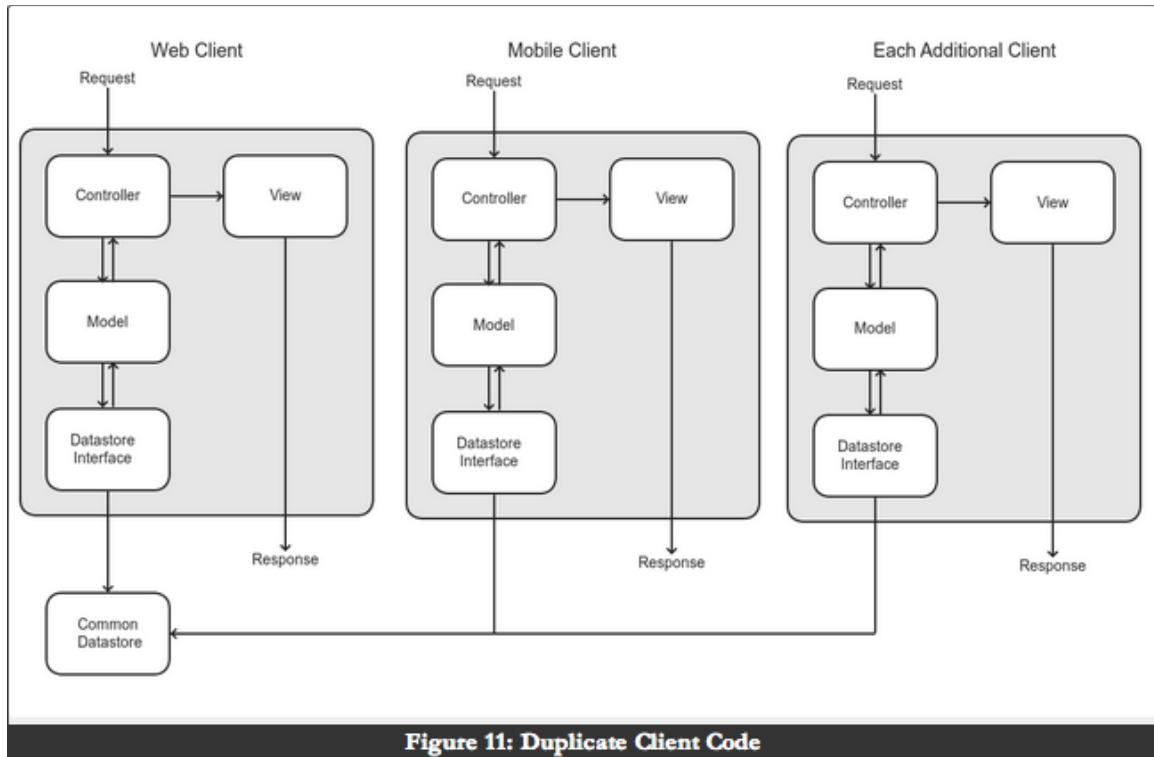 Web Client
Mobile Client
Each Additional Client
Request
Request
Request
Controller
View
Controller
View
Controller
View
Model
Model
Model
Datastore
Interface
Datastore
Interface
Datastore
Interface
Response
Response
Response
Common
Datastore
Figure 11: Duplicate Client Code